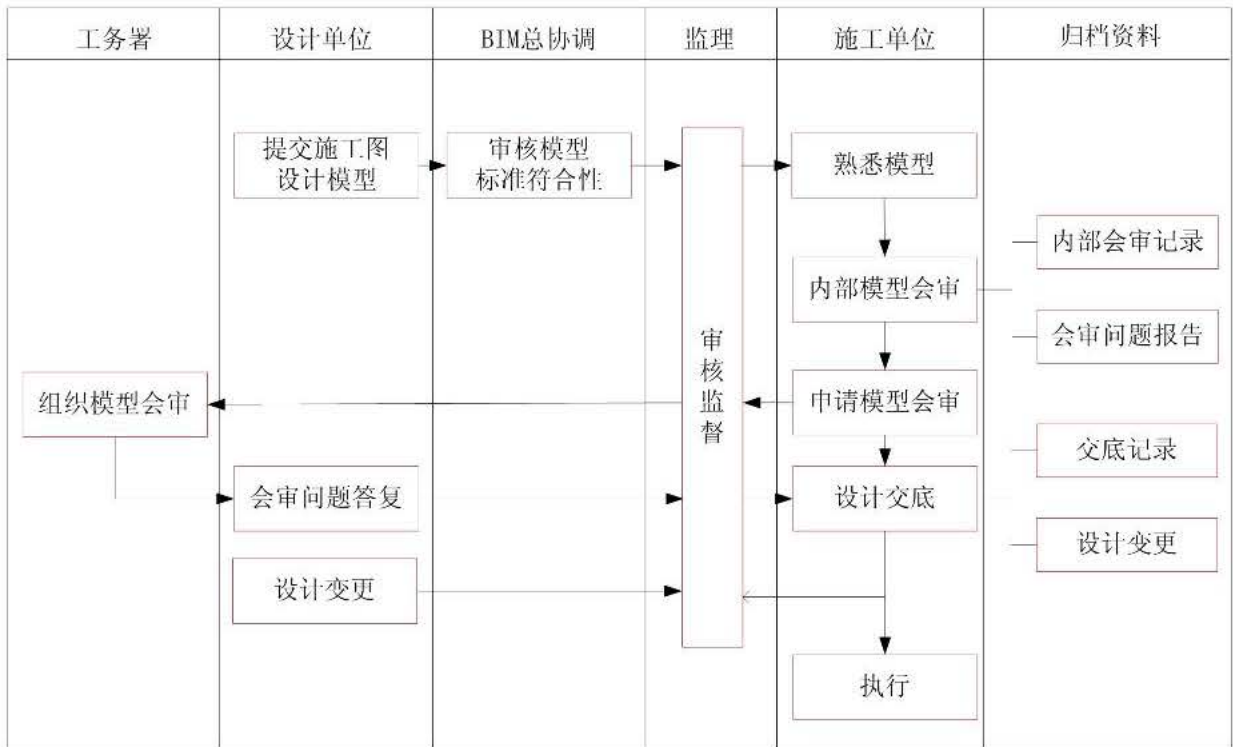 工务署
设计单位
BIM总协调
监理
施工单位
归档资料
提交施工图
设计模型
审核模型
标准符合性
熟悉模型
内部会审记录
内部模型会审
会审问题报告
审核监督
组织模型会审
申请模型会审
交底记录
会审问题答复
设计交底
设计变更
设计变更
执行